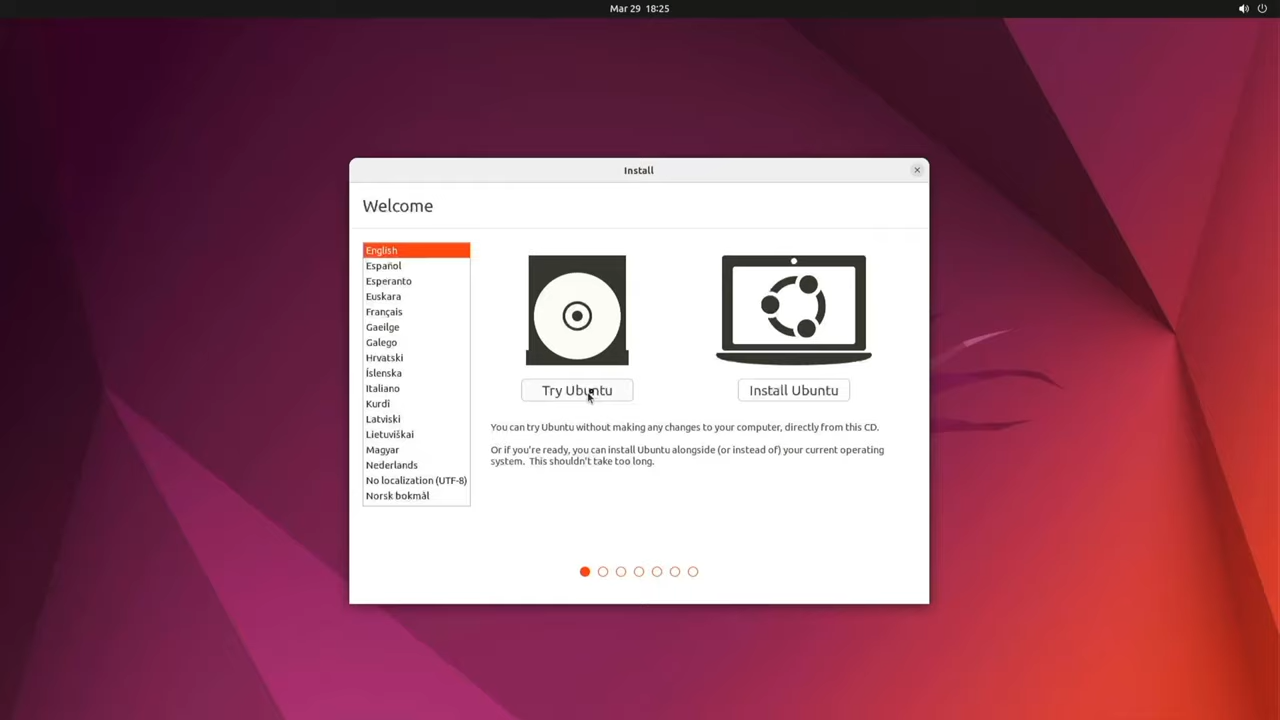 Mar 29 18:25
Install
Welcome
English
Español
Esperanto
Euskara
Français
Gaeilge
Galego
Hrvatski
Íslenska
Italiano
Kurdî
Latviski
Lietuviškai
Magyar
Nederlands
No localization (UTF-8)
Norsk bokmål
Try Ubuntu
Install Ubuntu
You can try Ubuntu without making any changes to your computer, directly from this CD.
Or if you're ready, you can install Ubuntu alongside (or instead of) your current operating
system. This shouldn't take too long.